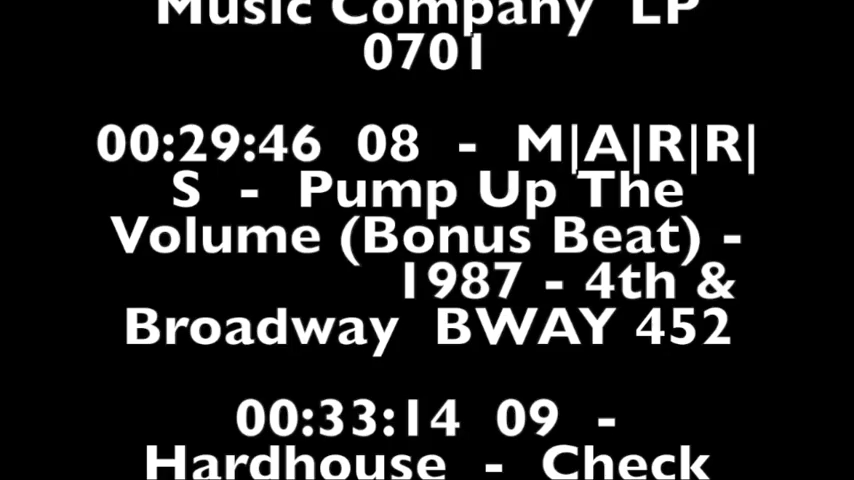 Music Company LP
0701
00:29:46 08 - M|A|R|R|
S - Pump Up The
Volume (Bonus Beat) -
1987 - 4th &
Broadway BWAY 452
00:33:14 09 -
Hardhouse - Check